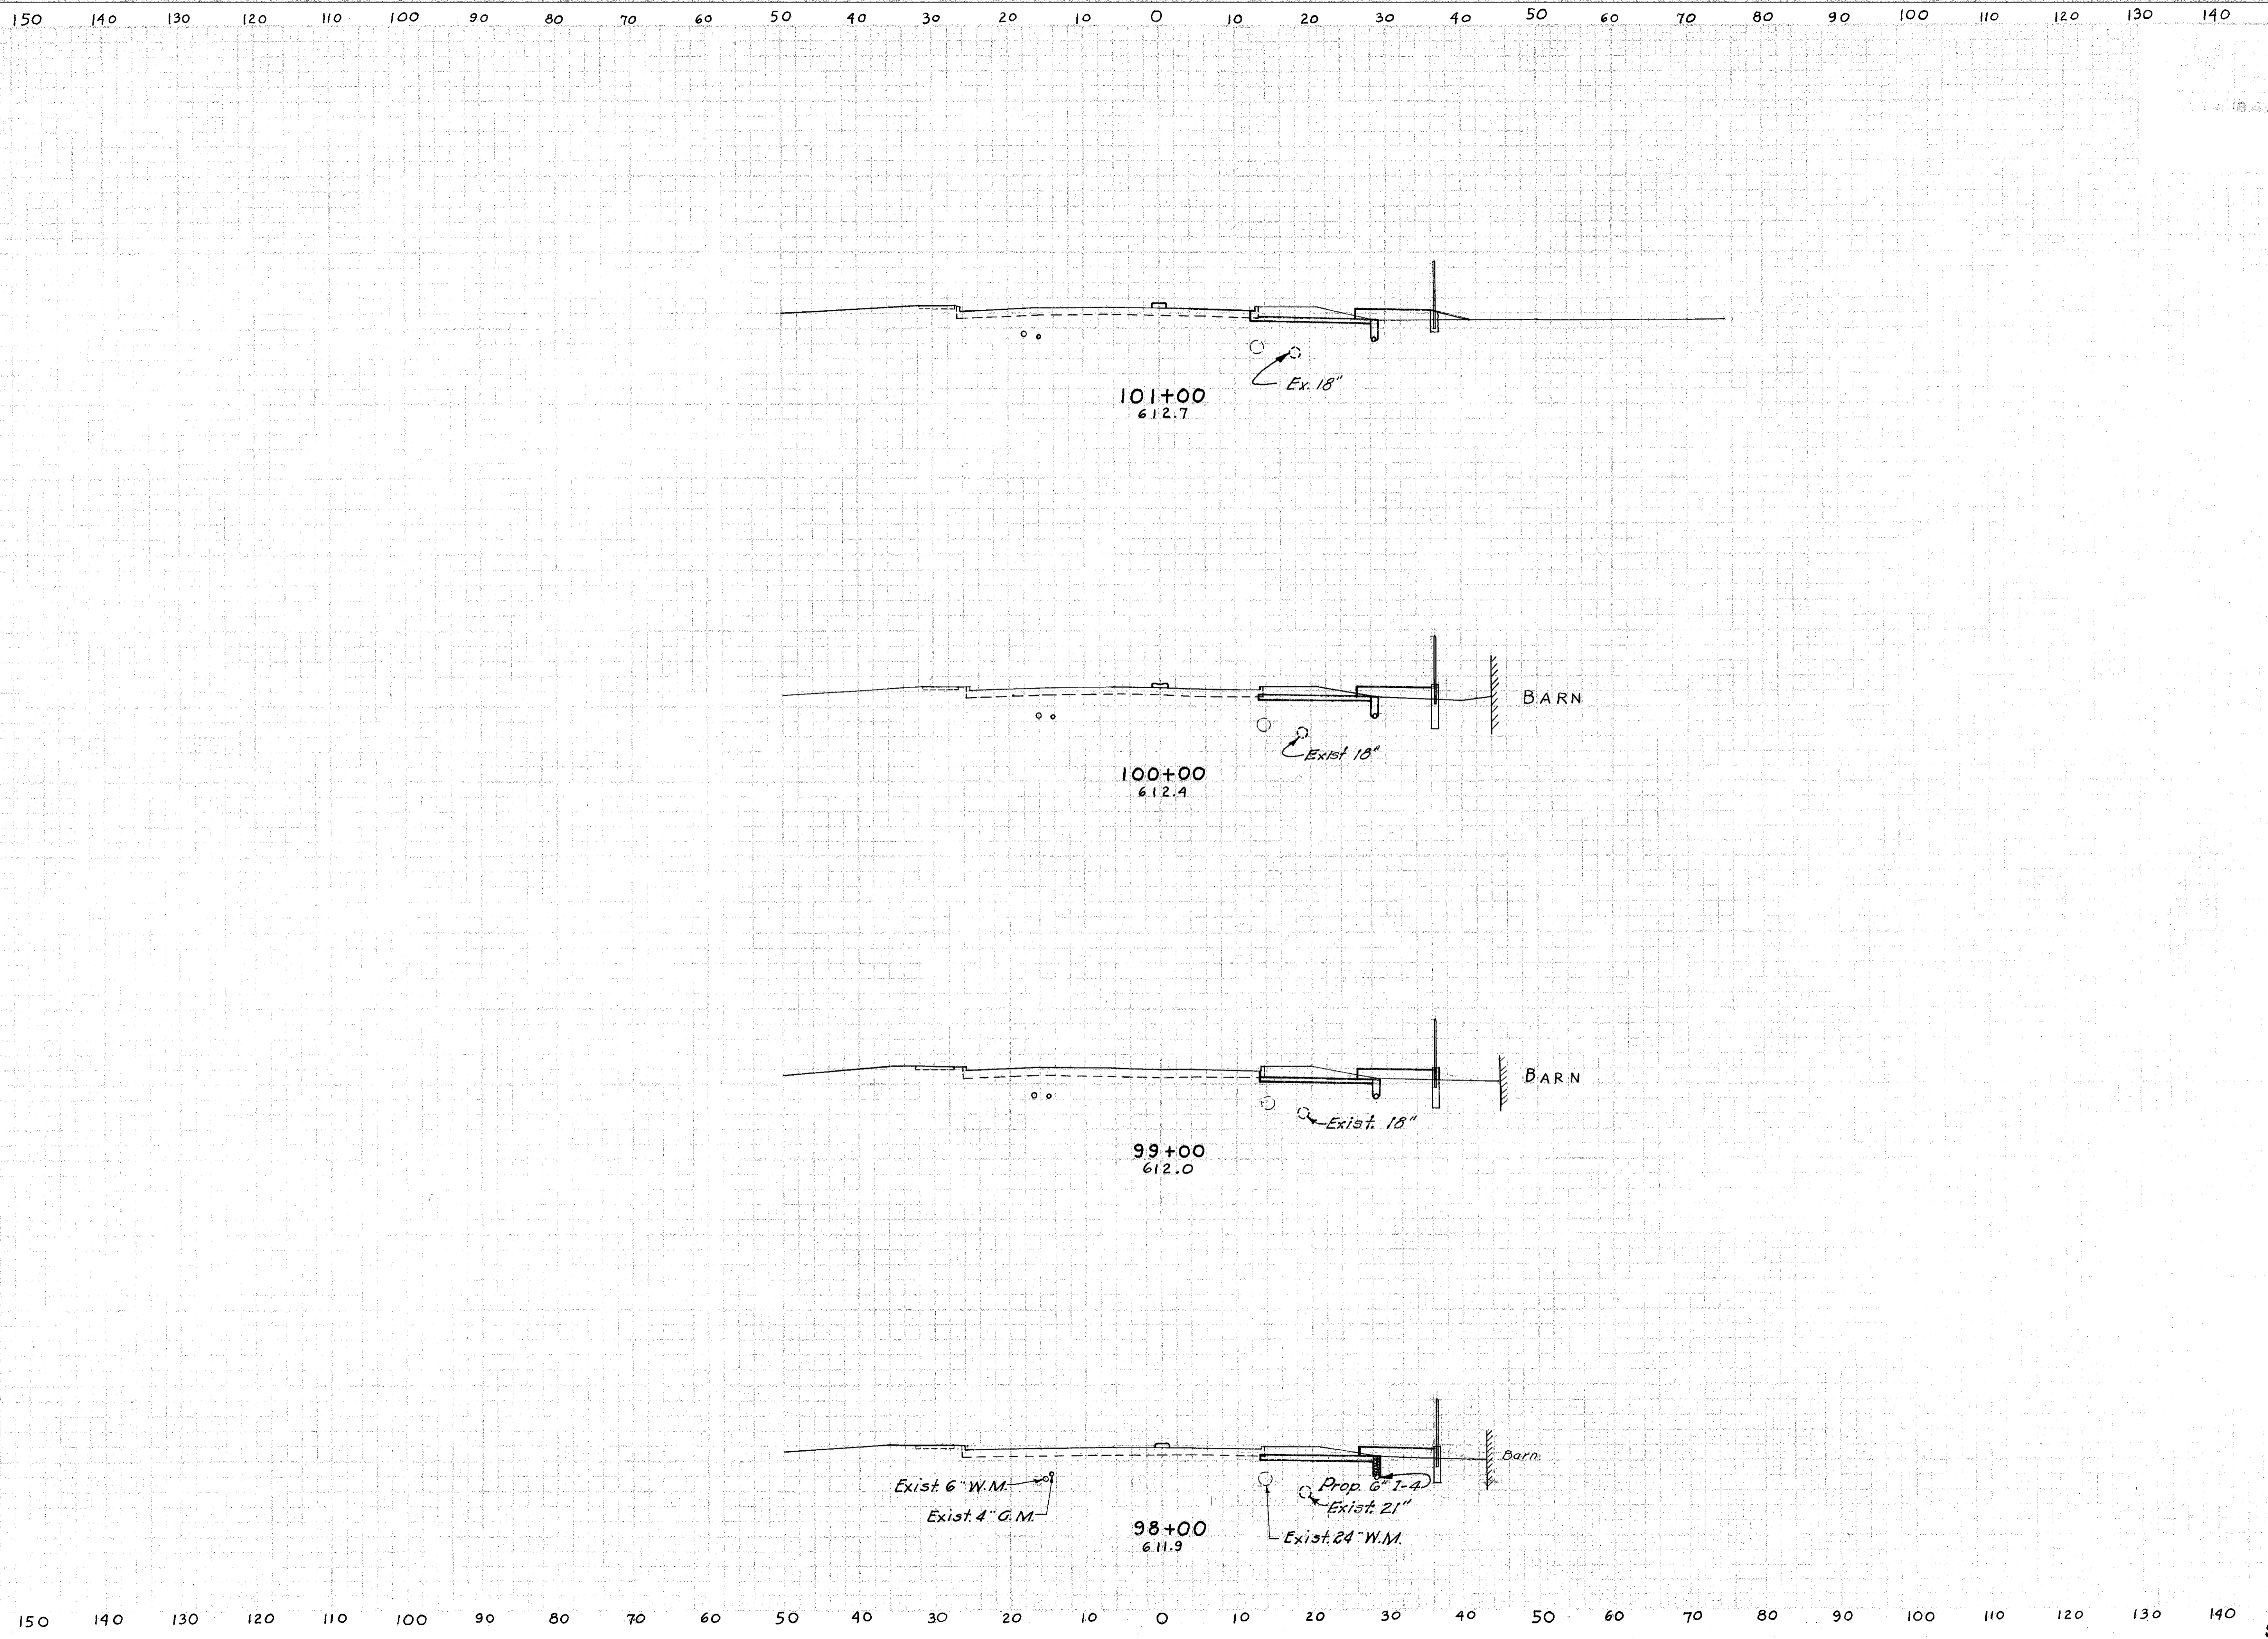 150 140 130 120 110 100 90 80 70 60 50 40 30 20 10 0 10 20 30 40 50 60 70 80 90 100 110 120 130 140
Ex. 18"
101+00
612.7
BARN
Exist 18"
100+00
612.4
BARN
Exist. 18"
99+00
612.0
Barn
Exist. 6" W.M.
Prop. 6" I-4
Exist. 21"
Exist. 4" G.M.
98+00
Exist. 24" W.M.
611.9
150 140 130 120 110 100 90 80 70 60 50 40 30 20 10 0 10 20 30 40 50 60 70 80 90 100 110 120 130 140